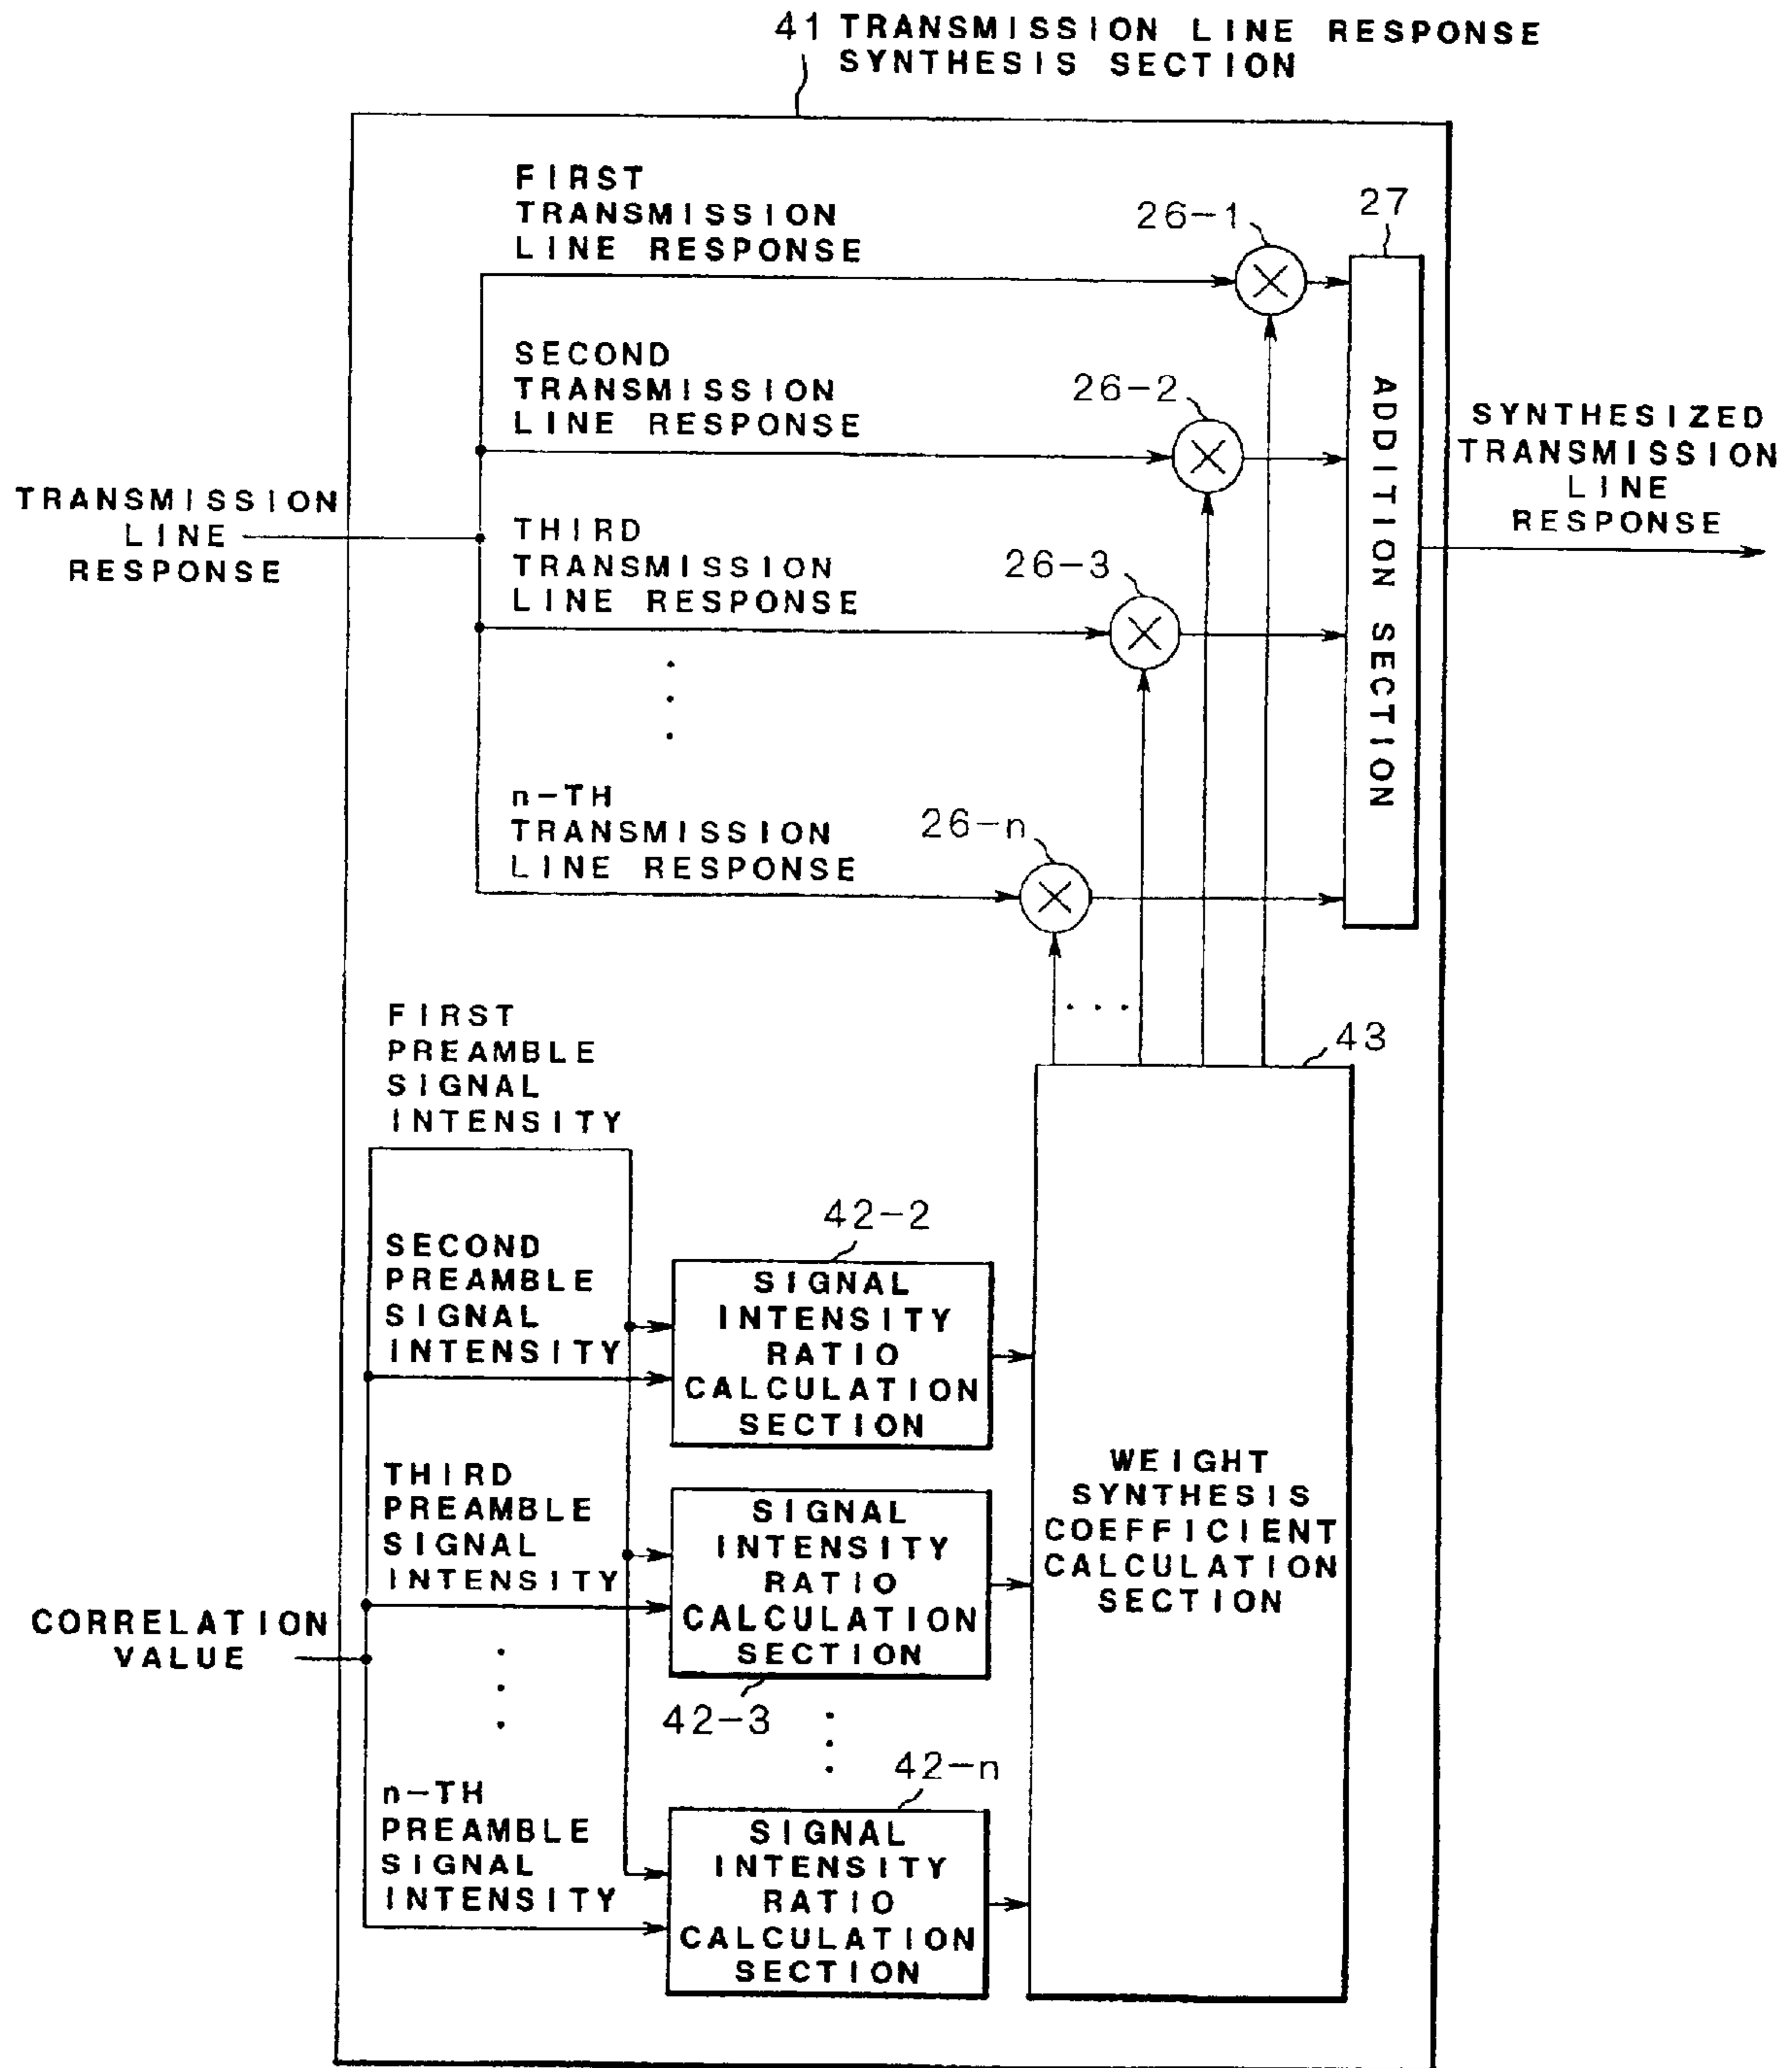 41 TRANSMISSION LINE RESPONSE
SYNTHESIS SECTION
FIRST
TRANSMISSION
LINE RESPONSE
26-1
27
SECOND
TRANSMISSION
LINE RESPONSE
26-2
ADDITION SECTION
SYNTHESIZED
TRANSMISSION
LINE
RESPONSE
TRANSMISSION
LINE
RESPONSE
THIRD
TRANSMISSION
LINE RESPONSE
26-3
n-TH
TRANSMISSION
LINE RESPONSE
26-n
FIRST
PREAMBLE
SIGNAL
INTENSITY
43
SECOND
PREAMBLE
SIGNAL
INTENSITY
42-2
SIGNAL
INTENSITY
RATIO
CALCULATION
SECTION
THIRD
PREAMBLE
SIGNAL
INTENSITY
SIGNAL
INTENSITY
RATIO
CALCULATION
SECTION
42-3
WEIGHT
SYNTHESIS
COEFFICIENT
CALCULATION
SECTION
CORRELATION
VALUE
n-TH
PREAMBLE
SIGNAL
INTENSITY
42-n
SIGNAL
INTENSITY
RATIO
CALCULATION
SECTION